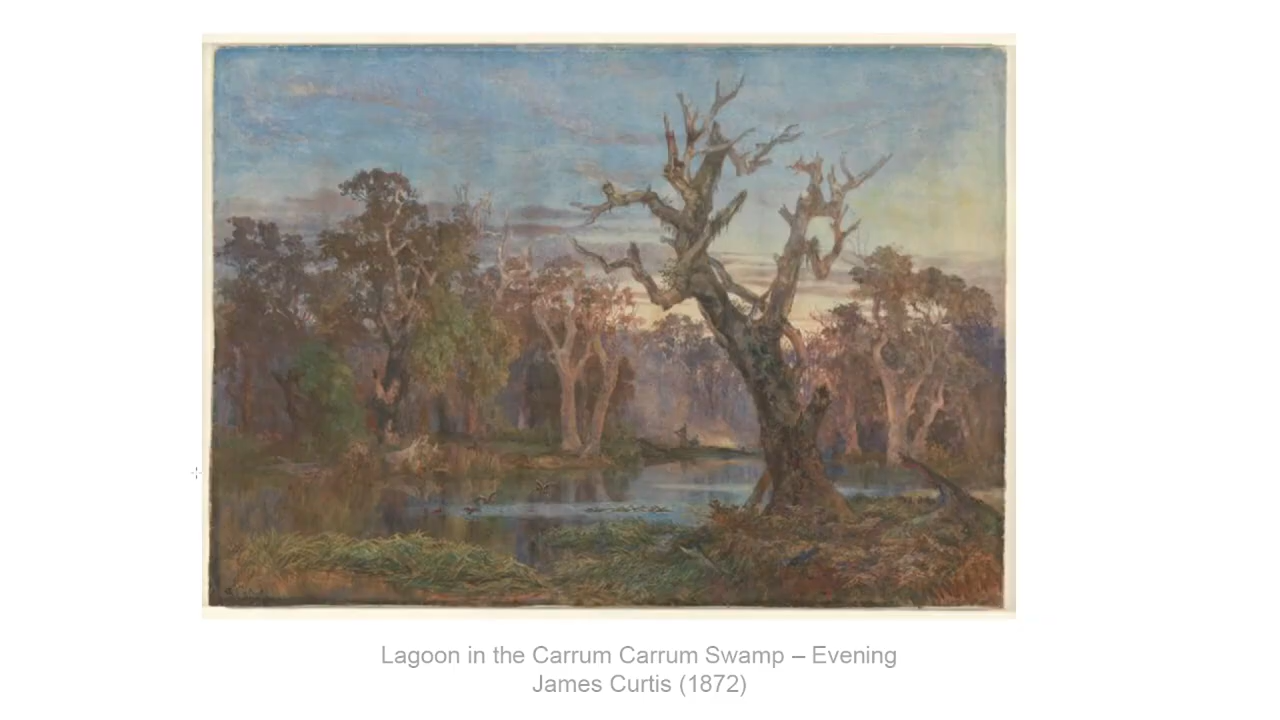 Lagoon in the Carrum Carrum Swamp – Evening
James Curtis (1872)